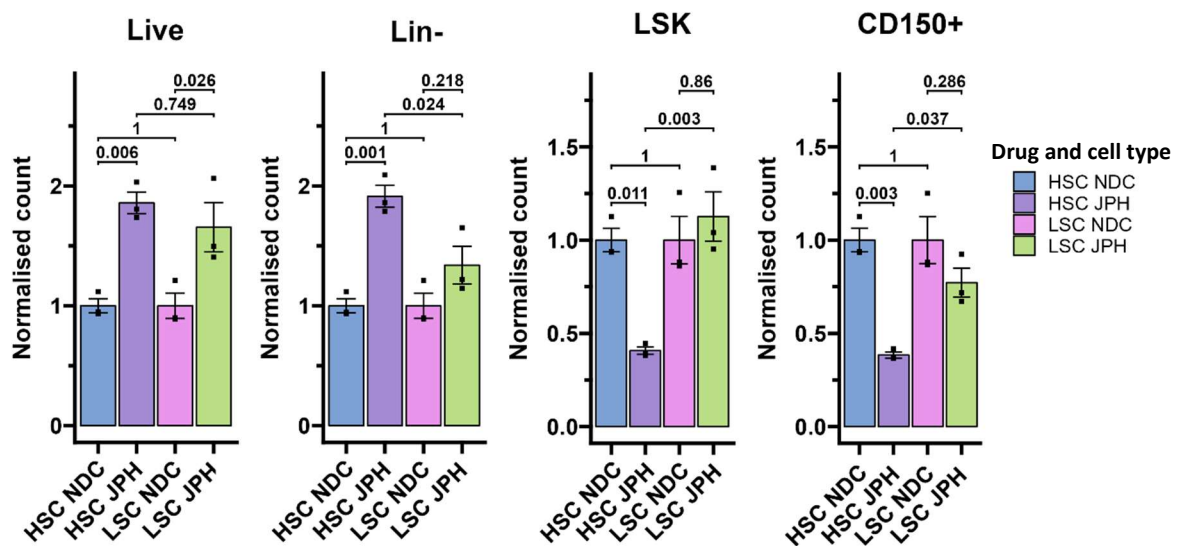 Live
Normalised count
2
1
0
0.026
0.749
1
0.006
HSC NDC
HSC JPH
LSC NDC
LSC JPH
Lin-
Normalised count
2
1
0
0.218
0.024
1
0.001
HSC NDC
HSC JPH
LSC NDC
LSC JPH
LSK
Normalised count
1.5
1.0
0.5
0.0
0.86
0.003
1
0.011
HSC NDC
HSC JPH
LSC NDC
LSC JPH
CD150+
Normalised count
1.5
1.0
0.5
0.0
0.286
0.037
1
0.003
HSC NDC
HSC JPH
LSC NDC
LSC JPH
Drug and cell type
HSC NDC
HSC JPH
LSC NDC
LSC JPH